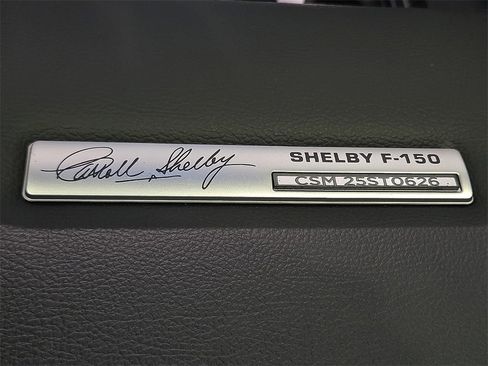 Carroll Shelby
SHELBY F-150
CSM 25ST0626